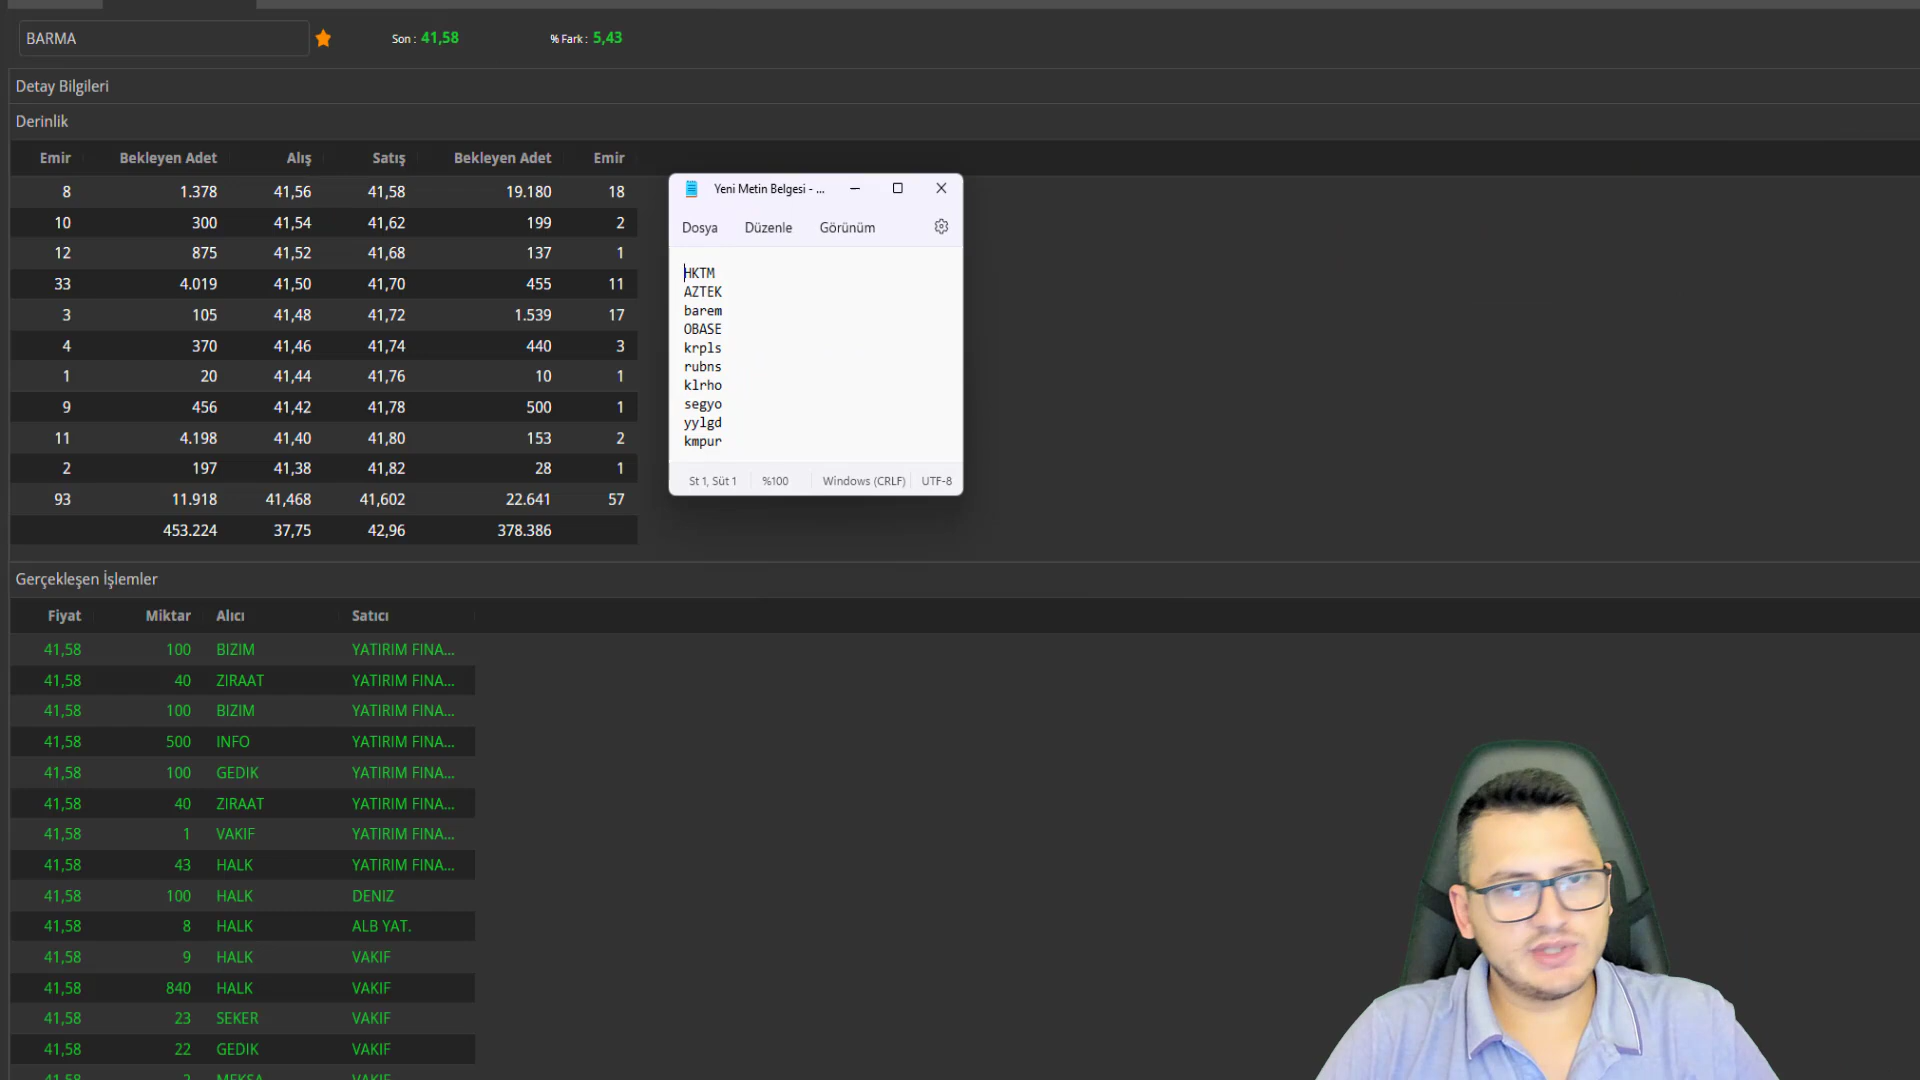 BARMA Son : 41,58 % Fark : 5,43
Detay Bilgileri
Derinlik
Emir Bekleyen Adet Alış Satış Bekleyen Adet Emir
8 1.378 41,56 41,58 19.180 18
10 300 41,54 41,62 199 2
12 875 41,52 41,68 137 1
33 4.019 41,50 41,70 455 11
3 105 41,48 41,72 1.539 17
4 370 41,46 41,74 440 3
1 20 41,44 41,76 10 1
9 456 41,42 41,78 500 1
11 4.198 41,40 41,80 153 2
2 197 41,38 41,82 28 1
93 11.918 41,468 41,602 22.641 57
453.224 37,75 42,96 378.386
Yeni Metin Belgesi - ...
Dosya Düzenle Görünüm
HKTM
AZTEK
barem
OBASE
krpls
rubns
klrho
segyo
yylgd
kmpur
St 1, Süt 1 %100 Windows (CRLF) UTF-8
Gerçekleşen İşlemler
Fiyat Miktar Alıcı Satıcı
41,58 100 BIZIM YATIRIM FINA...
41,58 40 ZIRAAT YATIRIM FINA...
41,58 100 BIZIM YATIRIM FINA...
41,58 500 INFO YATIRIM FINA...
41,58 100 GEDIK YATIRIM FINA...
41,58 40 ZIRAAT YATIRIM FINA...
41,58 1 VAKIF YATIRIM FINA...
41,58 43 HALK YATIRIM FINA...
41,58 100 HALK DENIZ
41,58 8 HALK ALB YAT.
41,58 9 HALK VAKIF
41,58 840 HALK VAKIF
41,58 23 SEKER VAKIF
41,58 22 GEDIK VAKIF
41,58 MEKSA VAKIF